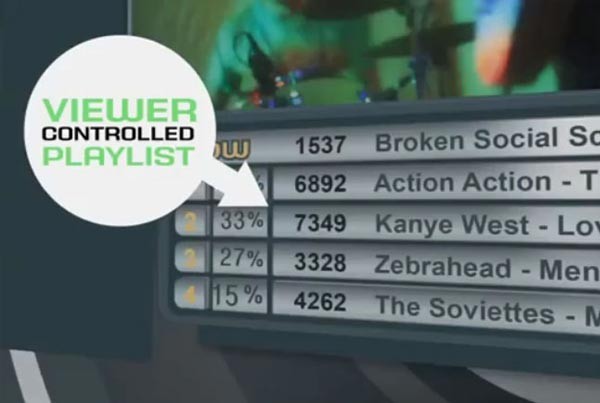 VIEWER
CONTROLLED
PLAYLIST
1537 Broken Social Sc
6892 Action Action - T
2 33% 7349 Kanye West - Lov
3 27% 3328 Zebrahead - Men
4 15% 4262 The Soviettes - M